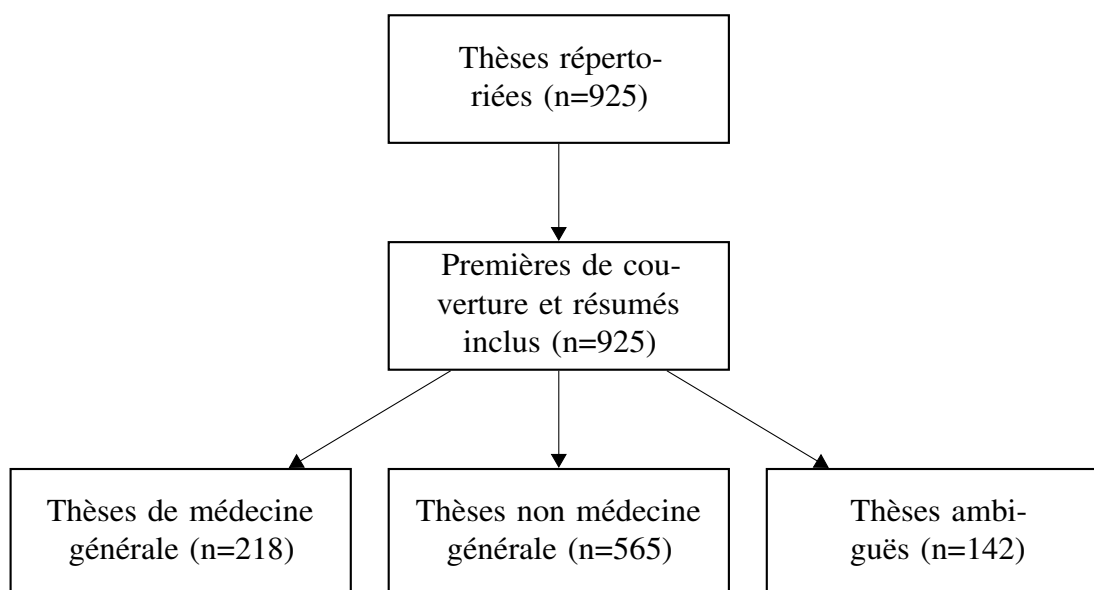 Thèses réperto-
riées (n=925)
Premières de cou-
verture et résumés
inclus (n=925)
Thèses de médecine
générale (n=218)
Thèses non médecine
générale (n=565)
Thèses ambi-
guës (n=142)